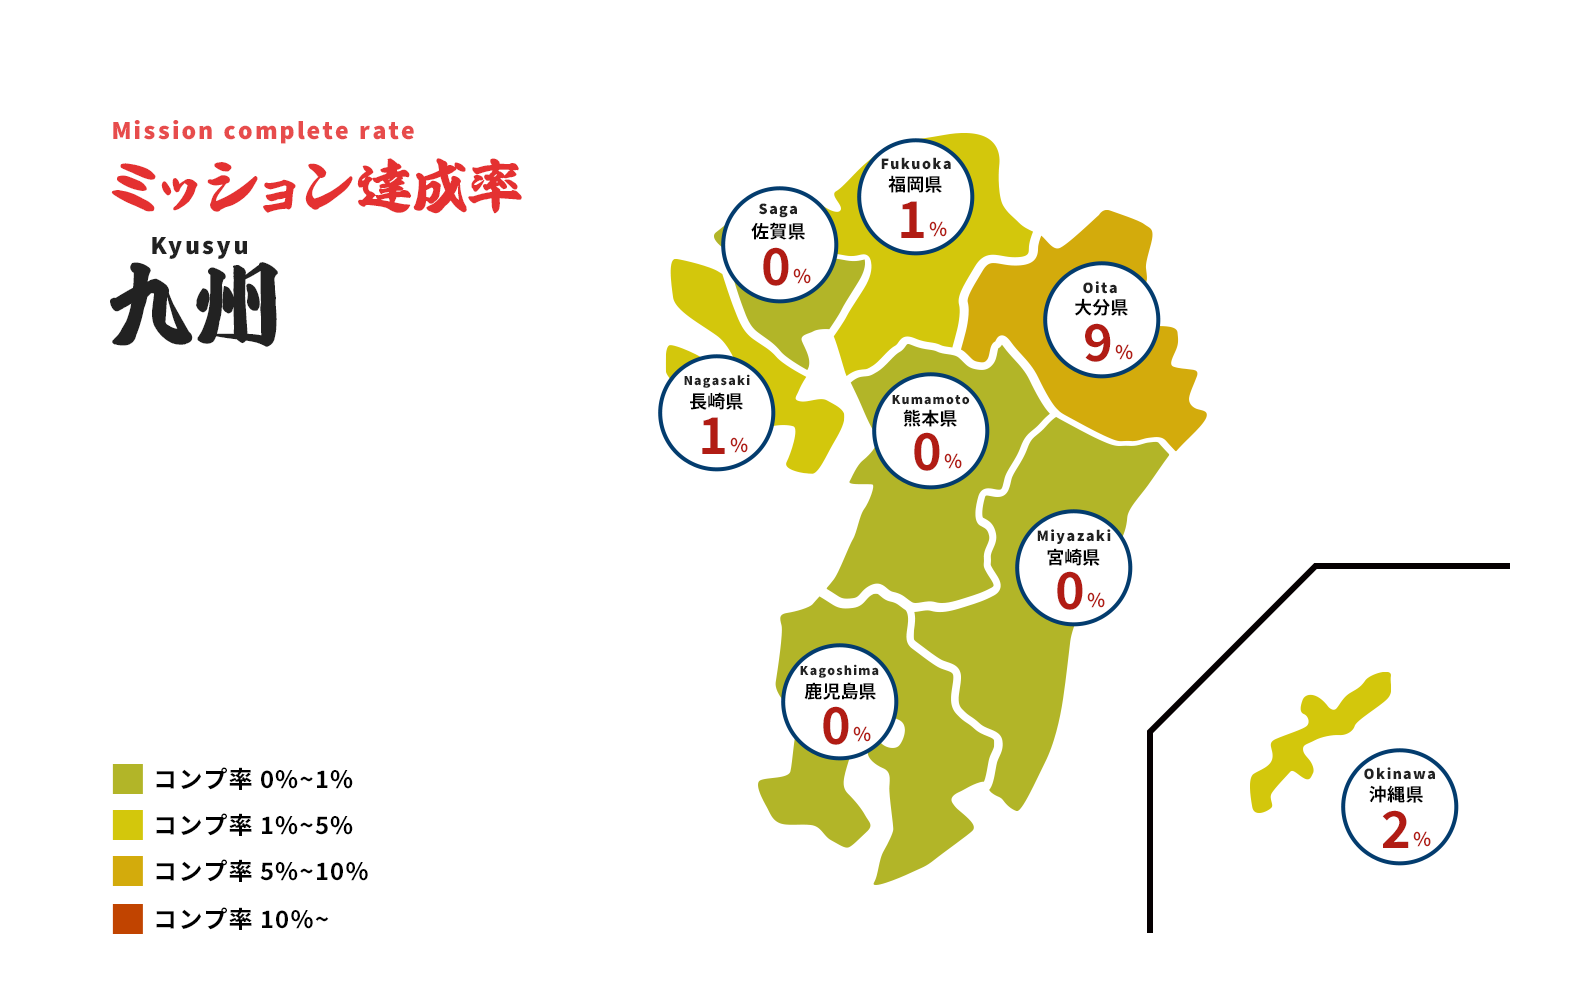 Mission complete rate
ミッション達成率
Kyusyu
九州
Fukuoka
福岡県
1%
Saga
佐賀県
0%
Oita
大分県
9%
Nagasaki
長崎県
1%
Kumamoto
熊本県
0%
Miyazaki
宮崎県
0%
Kagoshima
鹿児島県
0%
Okinawa
沖縄県
2%
コンプ率 0%~1%
コンプ率 1%~5%
コンプ率 5%~10%
コンプ率 10%~